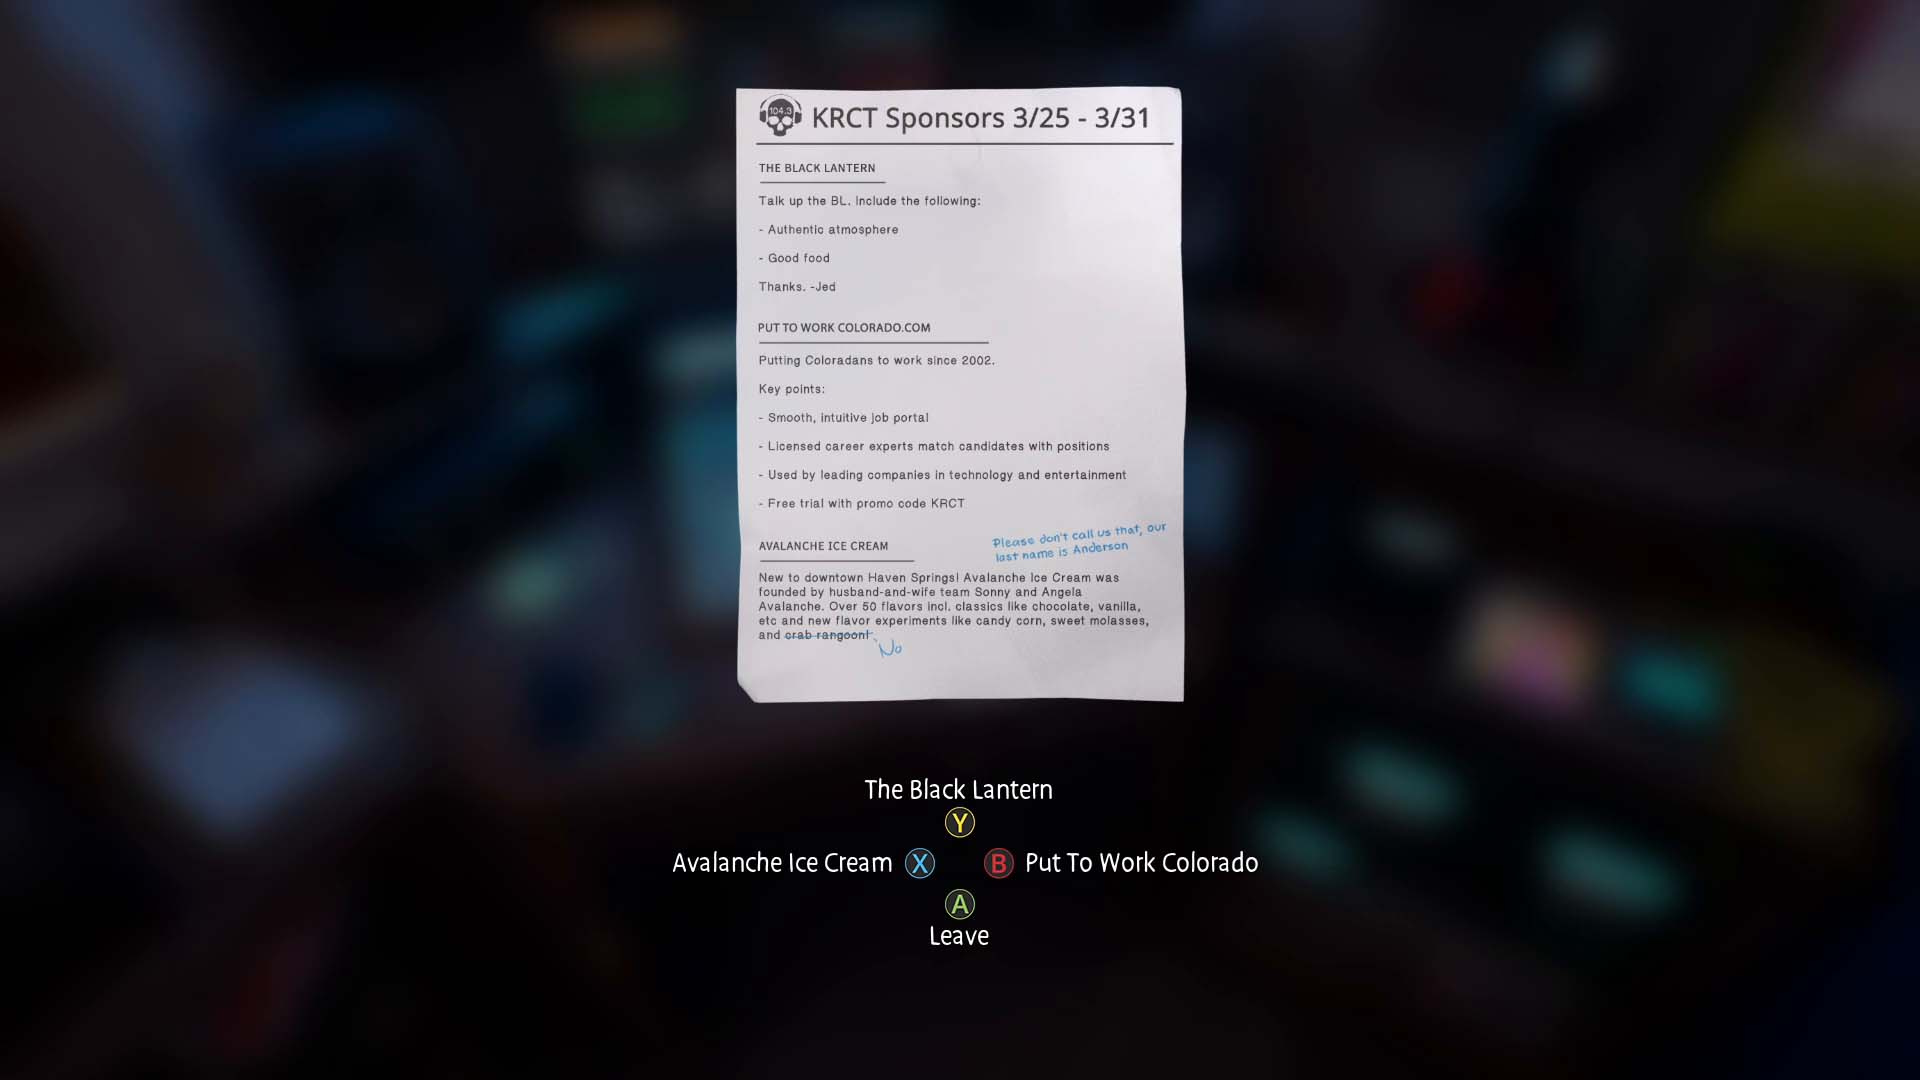 104.3
KRCT Sponsors 3/25 - 3/31
THE BLACK LANTERN
Talk up the BL. Include the following:
- Authentic atmosphere
- Good food
Thanks. -Jed
PUT TO WORK COLORADO.COM
Putting Coloradans to work since 2002.
Key points:
- Smooth, intuitive job portal
- Licensed career experts match candidates with positions
- Used by leading companies in technology and entertainment
- Free trial with promo code KRCT
Please don't call us that, our
last name is Anderson
AVALANCHE ICE CREAM
New to downtown Haven Springs! Avalanche Ice Cream was
founded by husband-and-wife team Sonny and Angela
Avalanche. Over 50 flavors incl. classics like chocolate, vanilla,
etc and new flavor experiments like candy corn, sweet molasses,
and crab rangoon!
No
The Black Lantern
Y
Avalanche Ice Cream X B Put To Work Colorado
A
Leave